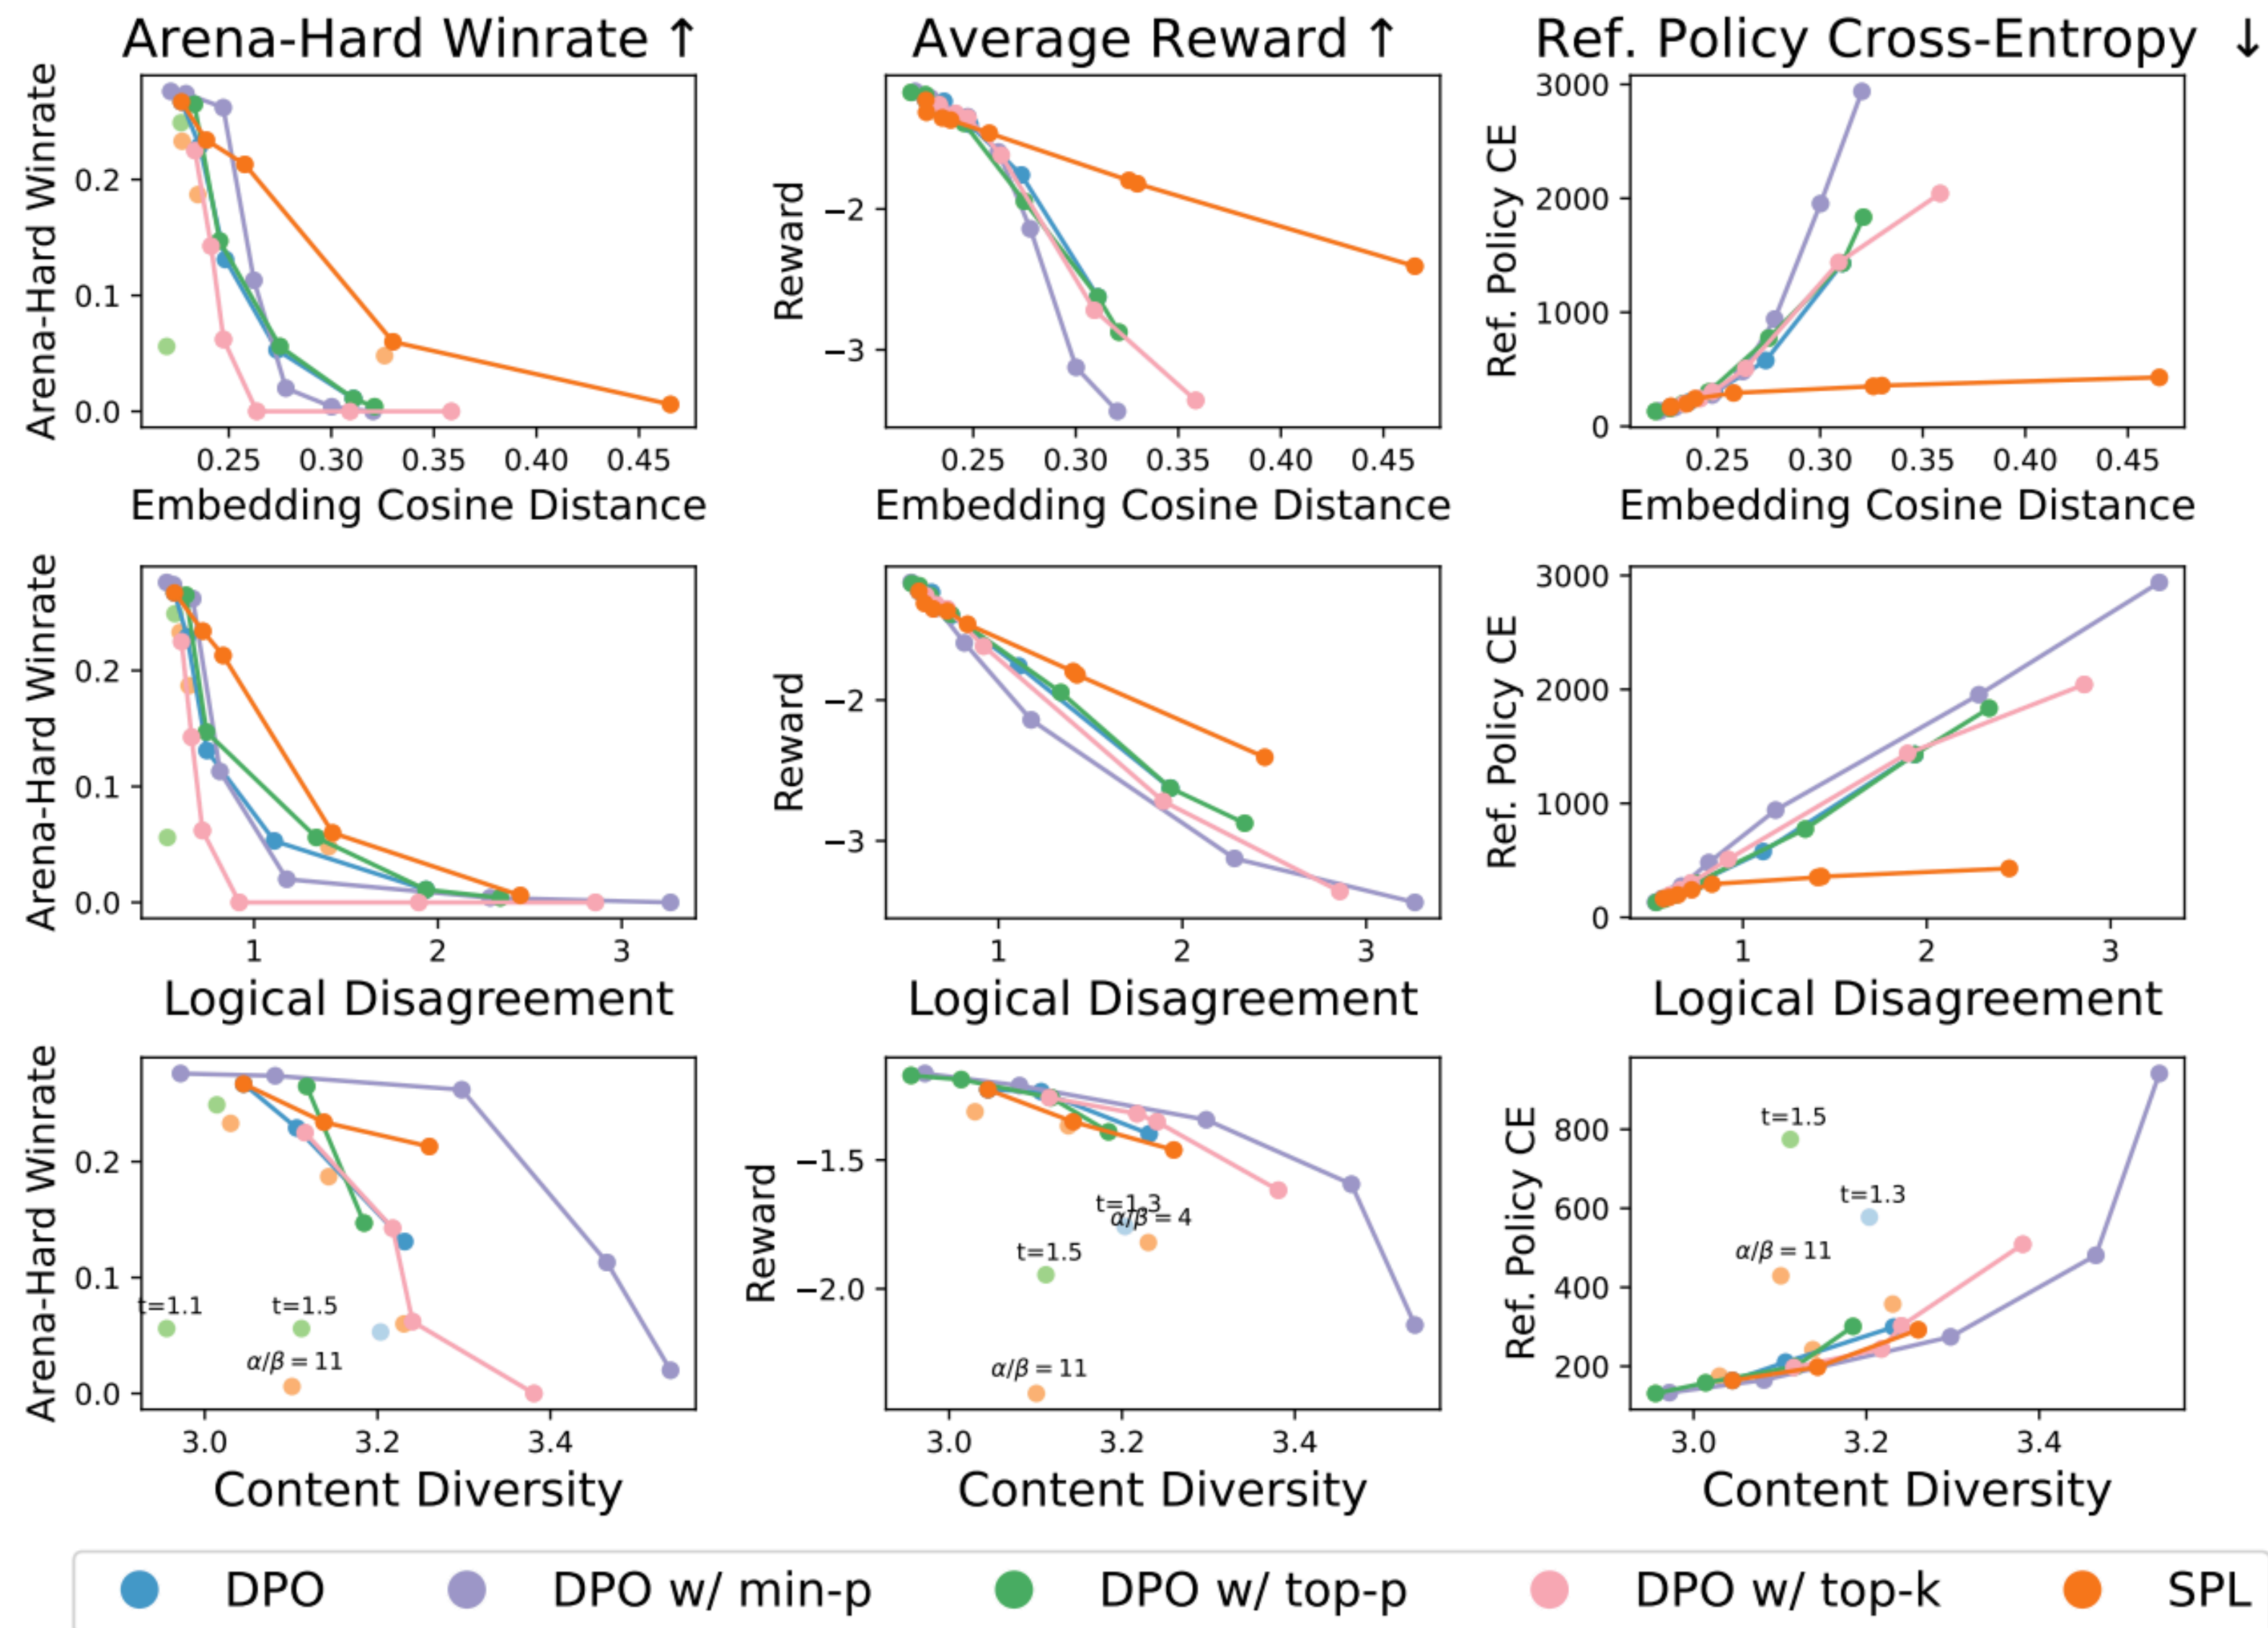 Arena-Hard Winrate ↑
Average Reward ↑
Ref. Policy Cross-Entropy ↓
Arena-Hard Winrate
0.2
0.1
0.0
0.25 0.30 0.35 0.40 0.45
Embedding Cosine Distance
Reward
−2
−3
0.25 0.30 0.35 0.40 0.45
Embedding Cosine Distance
Ref. Policy CE
3000
2000
1000
0
0.25 0.30 0.35 0.40 0.45
Embedding Cosine Distance
Arena-Hard Winrate
0.2
0.1
0.0
1 2 3
Logical Disagreement
Reward
−2
−3
1 2 3
Logical Disagreement
Ref. Policy CE
3000
2000
1000
0
1 2 3
Logical Disagreement
Arena-Hard Winrate
0.2
0.1
0.0
t=1.1
t=1.5
α/β = 11
3.0 3.2 3.4
Content Diversity
Reward
−1.5
−2.0
t=1.3
α/β = 4
t=1.5
α/β = 11
3.0 3.2 3.4
Content Diversity
Ref. Policy CE
800
600
400
200
t=1.5
t=1.3
α/β = 11
3.0 3.2 3.4
Content Diversity
DPO
DPO w/ min-p
DPO w/ top-p
DPO w/ top-k
SPL